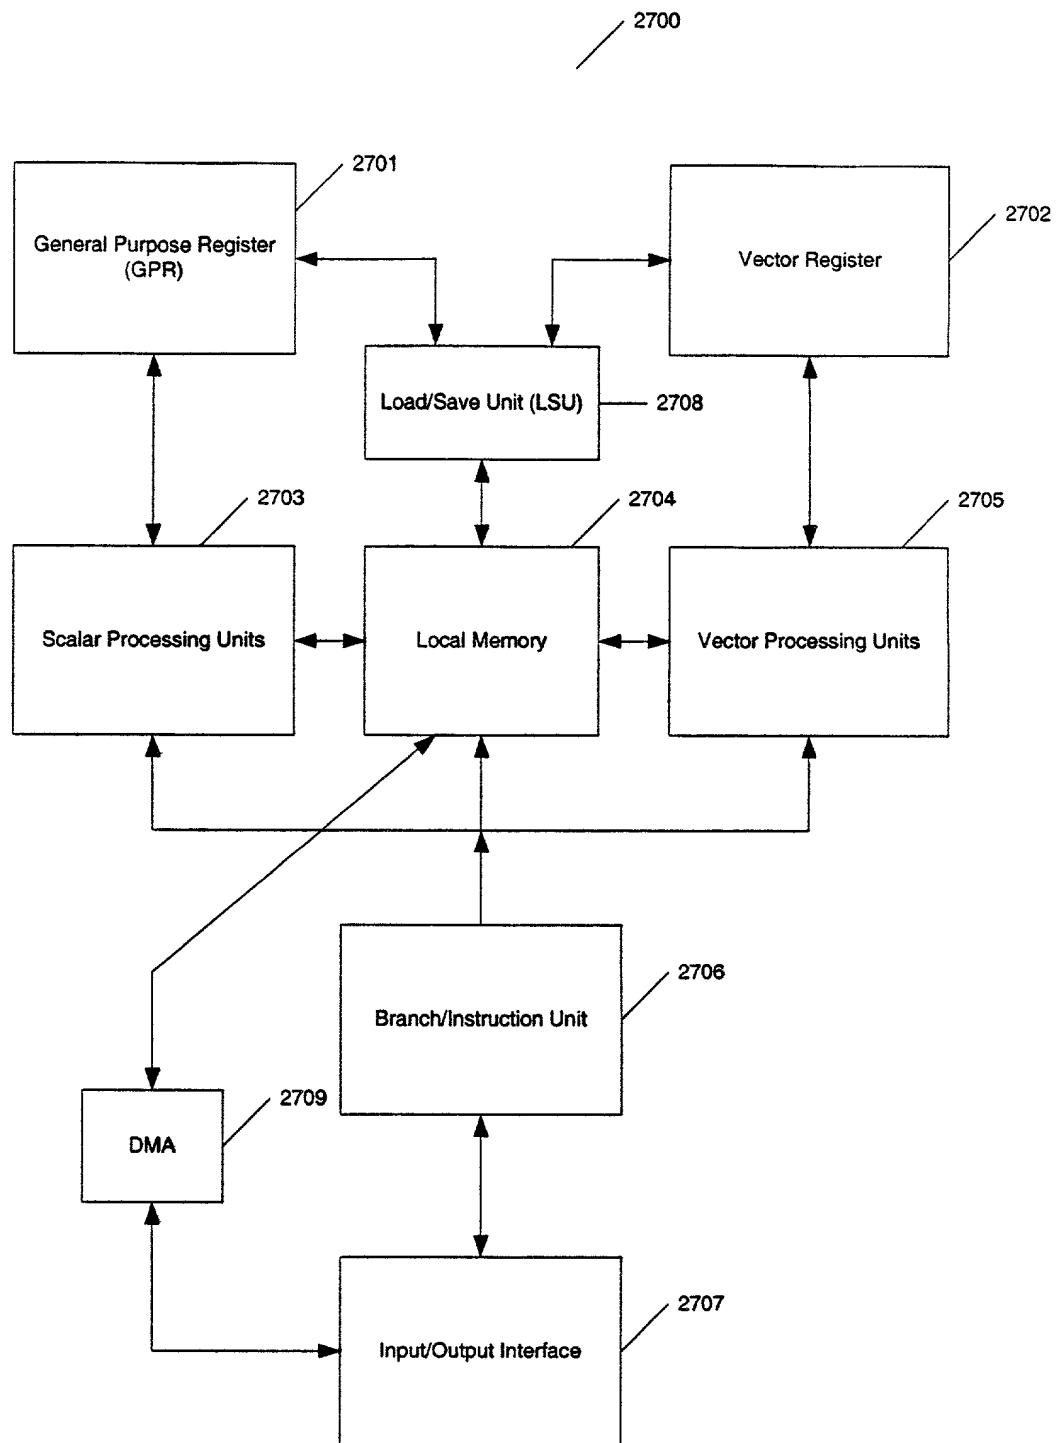 2700
2701
General Purpose Register
(GPR)
2702
Vector Register
Load/Save Unit (LSU)
2708
2703
2704
2705
Scalar Processing Units
Local Memory
Vector Processing Units
2706
Branch/Instruction Unit
2709
DMA
2707
Input/Output Interface